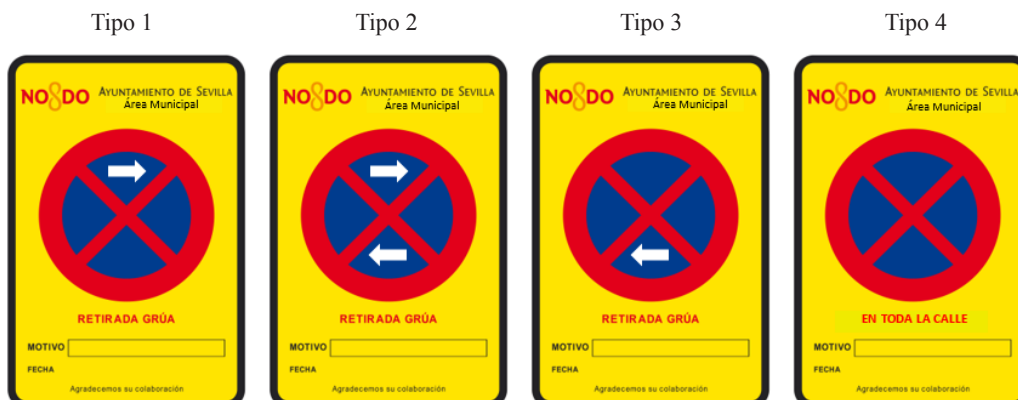 Tipo 1
NO8DO AYUNTAMIENTO DE SEVILLA
Área Municipal
RETIRADA GRÚA
MOTIVO
FECHA
Agradecemos su colaboración
Tipo 2
NO8DO AYUNTAMIENTO DE SEVILLA
Área Municipal
RETIRADA GRÚA
MOTIVO
FECHA
Agradecemos su colaboración
Tipo 3
NO8DO AYUNTAMIENTO DE SEVILLA
Área Municipal
RETIRADA GRÚA
MOTIVO
FECHA
Agradecemos su colaboración
Tipo 4
NO8DO AYUNTAMIENTO DE SEVILLA
Área Municipal
EN TODA LA CALLE
MOTIVO
FECHA
Agradecemos su colaboración